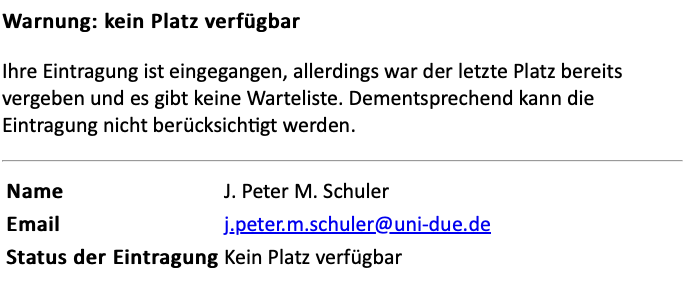 Warnung: kein Platz verfügbar
Ihre Eintragung ist eingegangen, allerdings war der letzte Platz bereits
vergeben und es gibt keine Warteliste. Dementsprechend kann die
Eintragung nicht berücksichtigt werden.
Name J. Peter M. Schuler
Email j.peter.m.schuler@uni-due.de
Status der Eintragung Kein Platz verfügbar